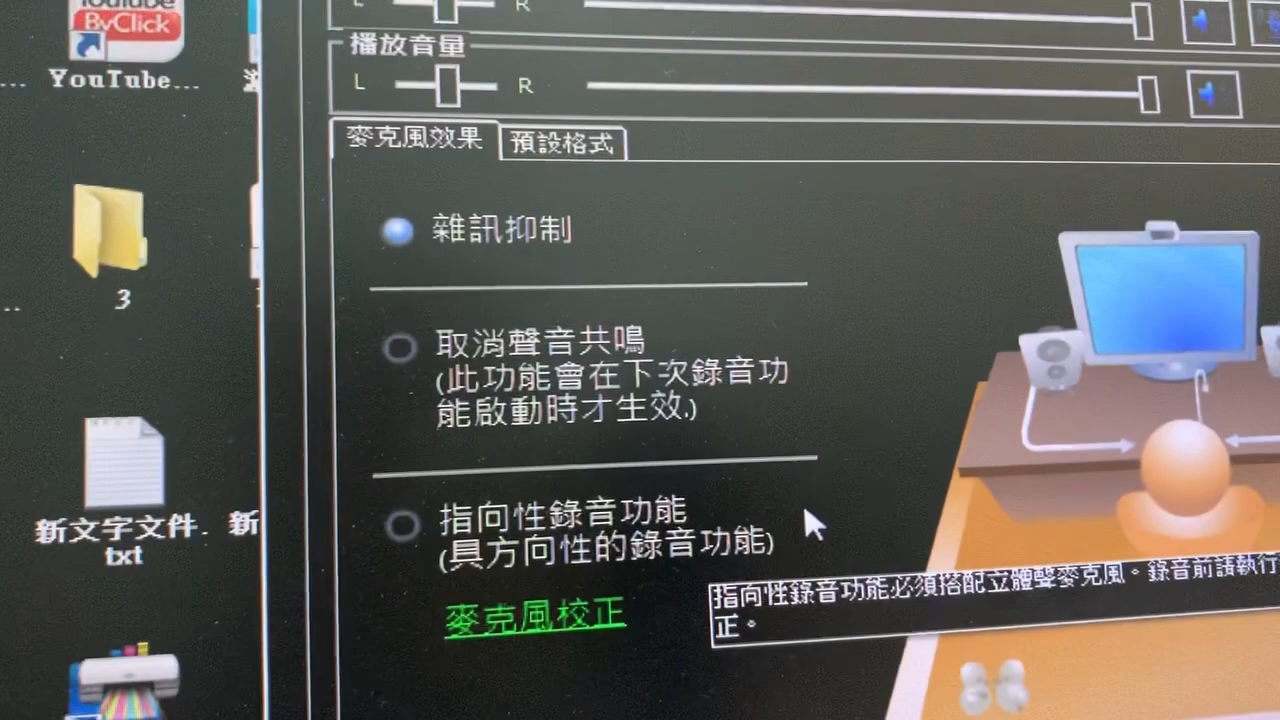 YouTube
ByClick
YouTube...
L R
播放音量
L R
麥克風效果 預設格式
雜訊抑制
3
取消聲音共鳴
(此功能會在下次錄音功
能啟動時才生效.)
新文字文件.
txt
新
指向性錄音功能
(具方向性的錄音功能)
指向性錄音功能必須搭配立體聲麥克風。錄音前請執行
正。
麥克風校正